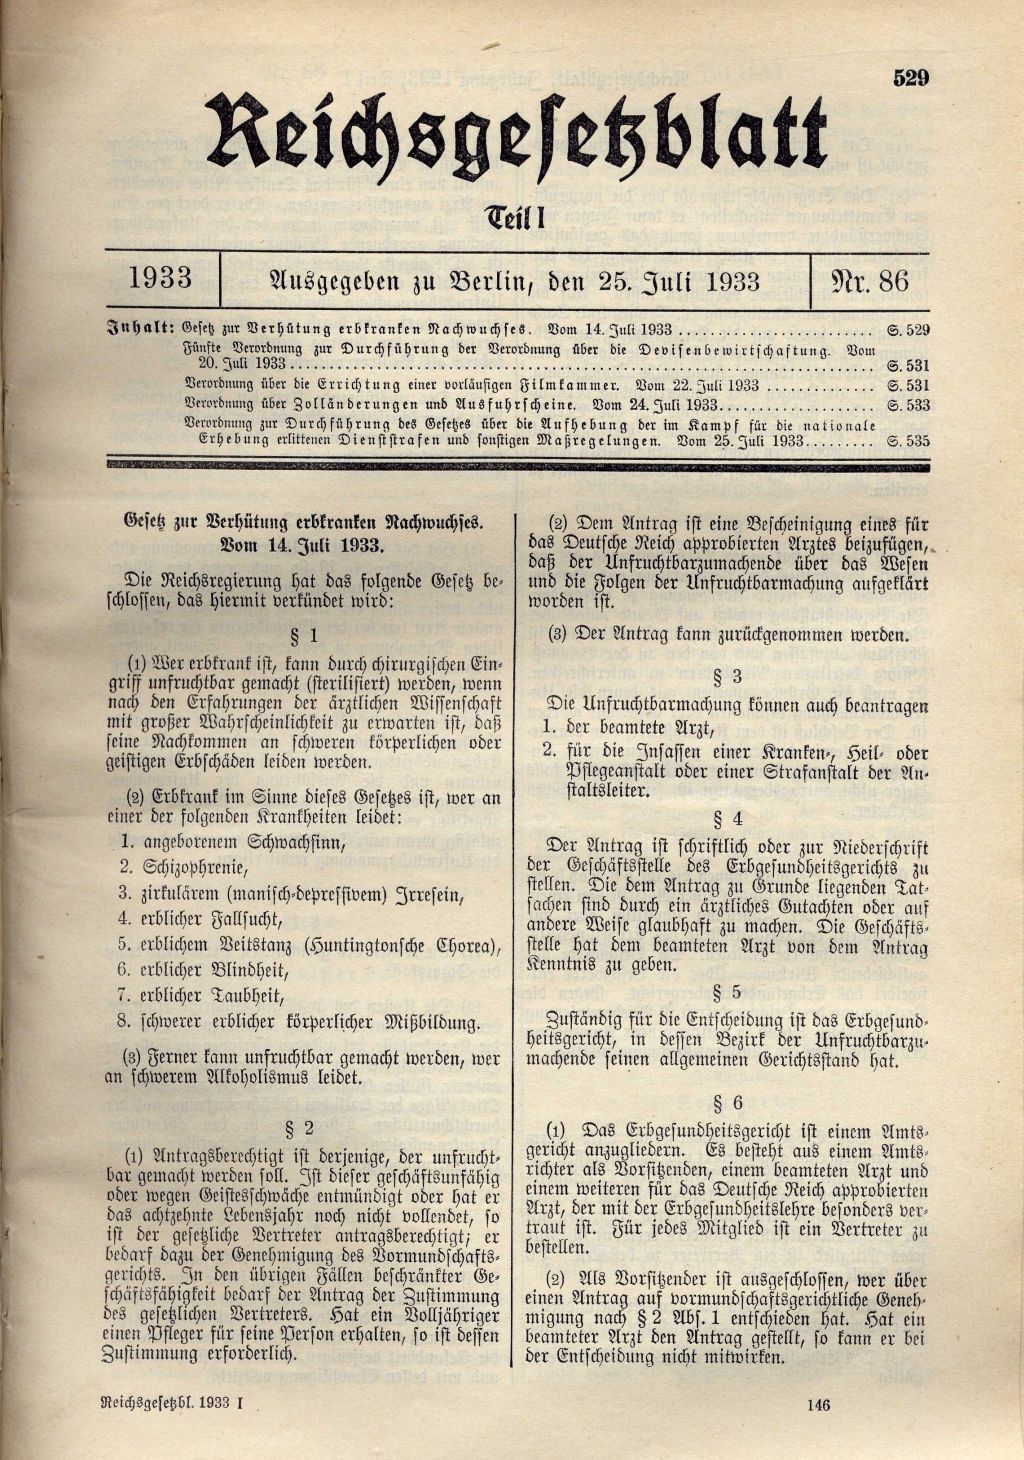 529
Reichsgesetzblatt
Teil I
1933
Ausgegeben zu Berlin, den 25. Juli 1933
Nr. 86
Inhalt: Gesetz zur Verhütung erbkranken Nachwuchses. Vom 14. Juli 1933 ........................ S. 529
Fünfte Verordnung zur Durchführung der Verordnung über die Devisenbewirtschaftung. Vom
20. Juli 1933 ........................ S. 531
Verordnung über die Errichtung einer vorläufigen Filmkammer. Vom 22. Juli 1933 ............. S. 531
Verordnung über Zolländerungen und Ausfuhrscheine. Vom 24. Juli 1933.................. S. 533
Verordnung zur Durchführung des Gesetzes über die Aufhebung der im Kampf für die nationale
Erhebung erlittenen Dienststrafen und sonstigen Maßregelungen. Vom 25. Juli 1933......... S. 535
Gesetz zur Verhütung erbkranken Nachwuchses.
Vom 14. Juli 1933.
Die Reichsregierung hat das folgende Gesetz be-
schlossen, das hiermit verkündet wird:
§ 1
(1) Wer erbkrank ist, kann durch chirurgischen Ein-
griff unfruchtbar gemacht (sterilisiert) werden, wenn
nach den Erfahrungen der ärztlichen Wissenschaft
mit großer Wahrscheinlichkeit zu erwarten ist, daß
seine Nachkommen an schweren körperlichen oder
geistigen Erbschäden leiden werden.
(2) Erbkrank im Sinne dieses Gesetzes ist, wer an
einer der folgenden Krankheiten leidet:
1. angeborenem Schwachsinn,
2. Schizophrenie,
3. zirkulärem (manisch-depressivem) Irresein,
4. erblicher Fallsucht,
5. erblichem Veitstanz (Huntingtonsche Chorea),
6. erblicher Blindheit,
7. erblicher Taubheit,
8. schwerer erblicher körperlicher Mißbildung.
(3) Ferner kann unfruchtbar gemacht werden, wer
an schwerem Alkoholismus leidet.
§ 2
(1) Antragsberechtigt ist derjenige, der unfrucht-
bar gemacht werden soll. Ist dieser geschäftsunfähig
oder wegen Geistesschwäche entmündigt oder hat er
das achtzehnte Lebensjahr noch nicht vollendet, so
ist der gesetzliche Vertreter antragsberechtigt; er
bedarf dazu der Genehmigung des Vormundschafts-
gerichts. In den übrigen Fällen beschränkter Ge-
schäftsfähigkeit bedarf der Antrag der Zustimmung
des gesetzlichen Vertreters. Hat ein Volljähriger
einen Pfleger für seine Person erhalten, so ist dessen
Zustimmung erforderlich.
(2) Dem Antrag ist eine Bescheinigung eines für
das Deutsche Reich approbierten Arztes beizufügen,
daß der Unfruchtbarzumachende über das Wesen
und die Folgen der Unfruchtbarmachung aufgeklärt
worden ist.
(3) Der Antrag kann zurückgenommen werden.
§ 3
Die Unfruchtbarmachung können auch beantragen
1. der beamtete Arzt,
2. für die Insassen einer Kranken-, Heil- oder
Pflegeanstalt oder einer Strafanstalt der An-
staltsleiter.
§ 4
Der Antrag ist schriftlich oder zur Niederschrift
der Geschäftsstelle des Erbgesundheitsgerichts zu
stellen. Die dem Antrag zu Grunde liegenden Tat-
sachen sind durch ein ärztliches Gutachten oder auf
andere Weise glaubhaft zu machen. Die Geschäfts-
stelle hat dem beamteten Arzt von dem Antrag
Kenntnis zu geben.
§ 5
Zuständig für die Entscheidung ist das Erbgesund-
heitsgericht, in dessen Bezirk der Unfruchtbarzu-
machende seinen allgemeinen Gerichtsstand hat.
§ 6
(1) Das Erbgesundheitsgericht ist einem Amts-
gericht anzugliedern. Es besteht aus einem Amts-
richter als Vorsitzenden, einem beamteten Arzt und
einem weiteren für das Deutsche Reich approbierten
Arzt, der mit der Erbgesundheitslehre besonders ver-
traut ist. Für jedes Mitglied ist ein Vertreter zu
bestellen.
(2) Als Vorsitzender ist ausgeschlossen, wer über
einen Antrag auf vormundschaftsgerichtliche Geneh-
migung nach § 2 Abs. 1 entschieden hat. Hat ein
beamteter Arzt den Antrag gestellt, so kann er bei
der Entscheidung nicht mitwirken.
Reichsgesetzbl. 1933 I
146